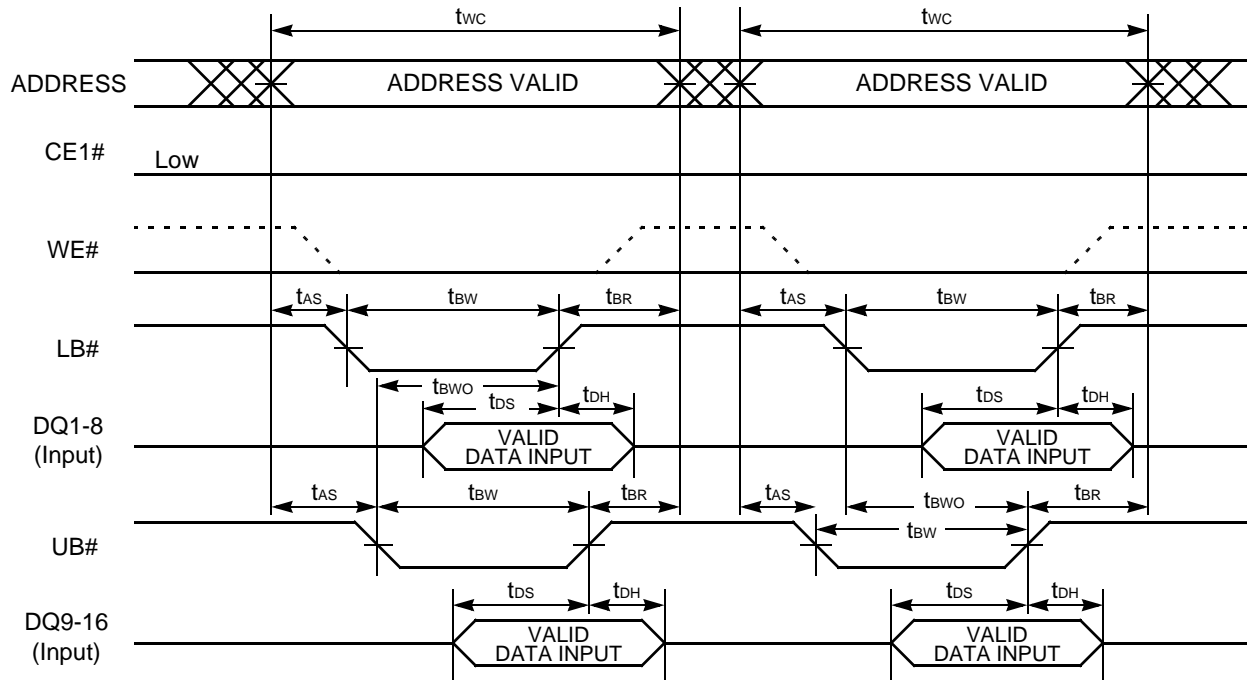 tWC tWC
ADDRESS ADDRESS VALID ADDRESS VALID
CE1# Low
WE#
tAS tBW tBR tAS tBW tBR
LB#
tBWO
tDS tDH tDS tDH
DQ1-8
(Input)
VALID
DATA INPUT
VALID
DATA INPUT
tAS tBW tBR tAS tBWO tBR
tBW
UB#
tDS tDH tDS tDH
DQ9-16
(Input)
VALID
DATA INPUT
VALID
DATA INPUT